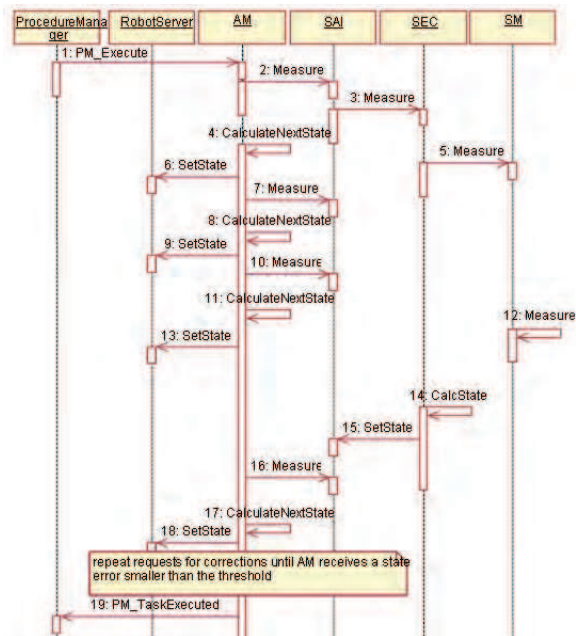 ProcedureMana
ger
RobotServer
AM
SAI
SEC
SM
1: PM_Execute
2: Measure
3: Measure
4: CalculateNextState
5: Measure
6: SetState
7: Measure
8: CalculateNextState
9: SetState
10: Measure
11: CalculateNextState
12: Measure
13: SetState
14: CalcState
15: SetState
16: Measure
17: CalculateNextState
18: SetState
repeat requests for corrections until AM receives a state
error smaller than the threshold
19: PM_TaskExecuted